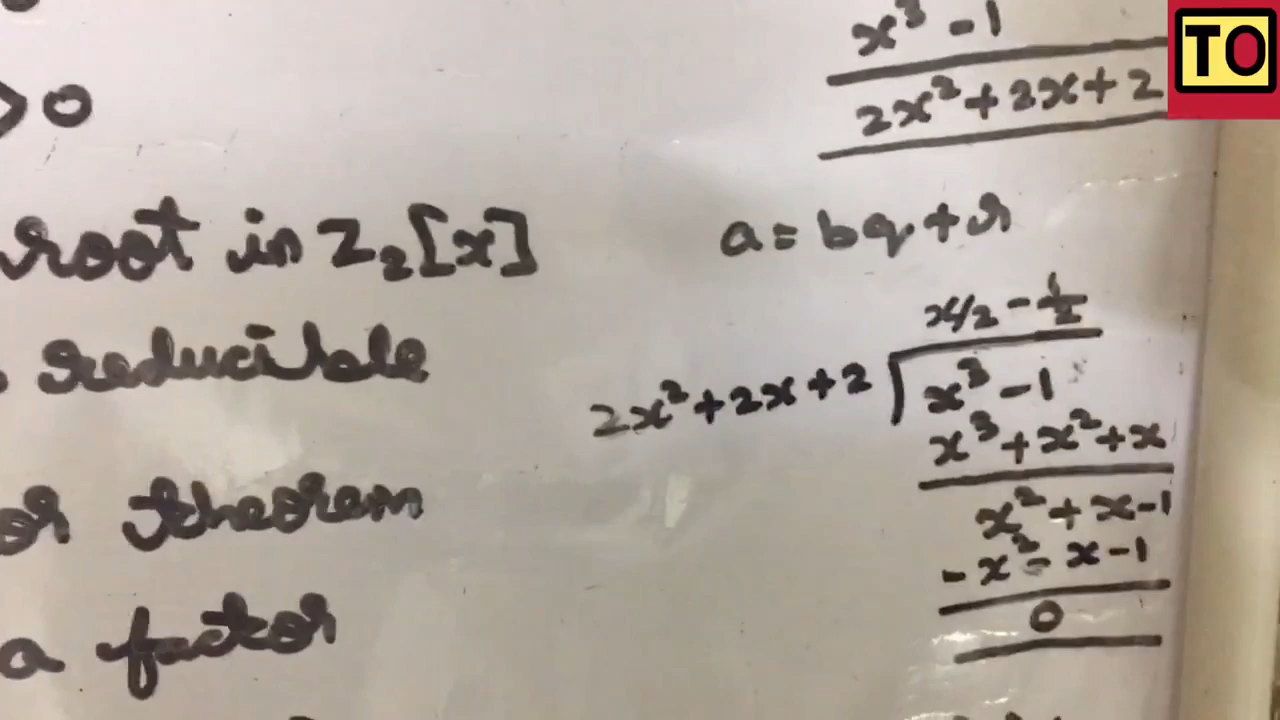 TO
x³ - 1
2x² + 2x + 2
> 0
root in Z₂[x]
a = bq + r
x/2 - 1/2
reducible
2x² + 2x + 2 | x³ - 1
x³ + x² + x
or theorem
x² + x - 1
- x² - x - 1
0
a factor